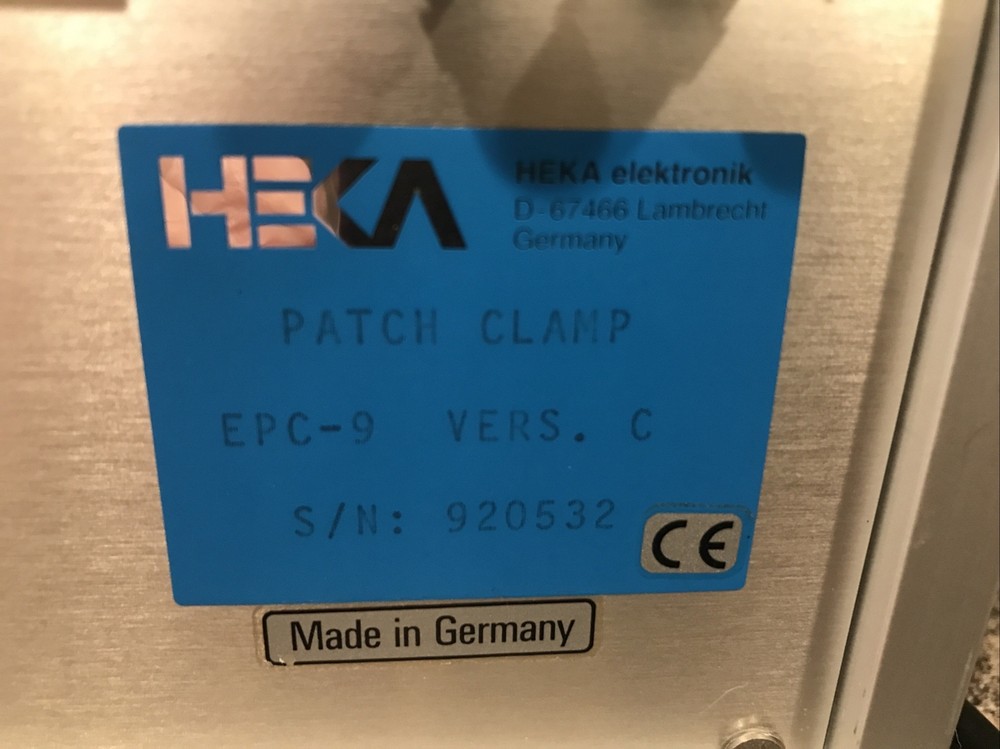 HEKA
HEKA elektronik
D-67466 Lambrecht
Germany
PATCH CLAMP
EPC-9 VERS. C
S/N: 920532
CE
Made in Germany